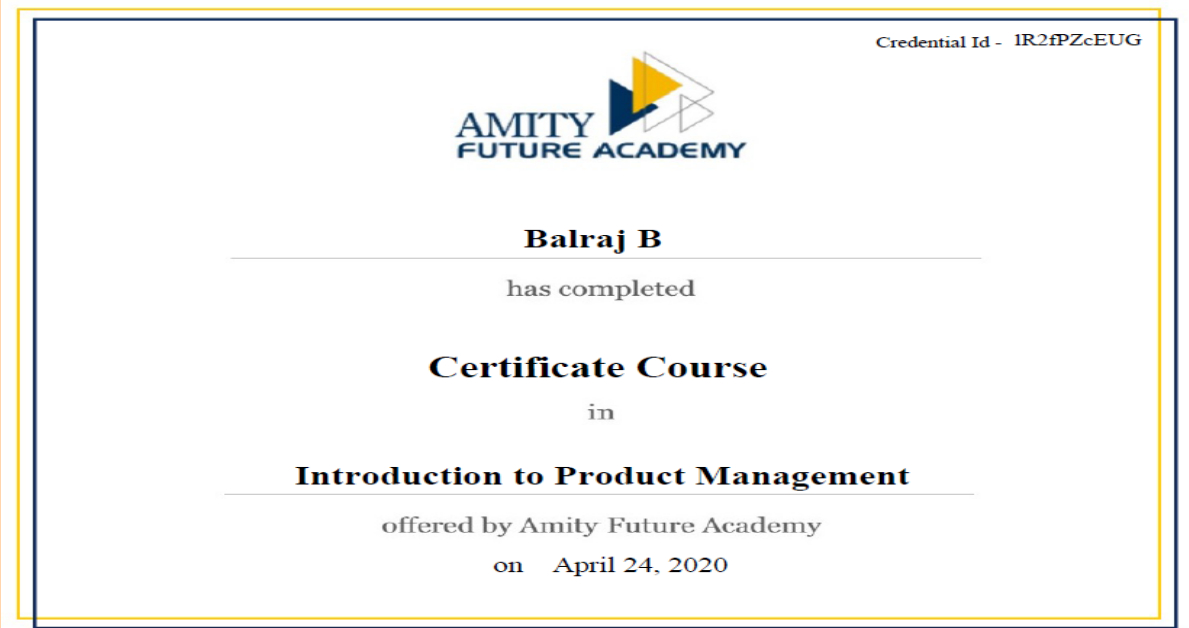 Credential Id - lR2fPZcEUG
AMITY
FUTURE ACADEMY
Balraj B
has completed
Certificate Course
in
Introduction to Product Management
offered by Amity Future Academy
on April 24, 2020